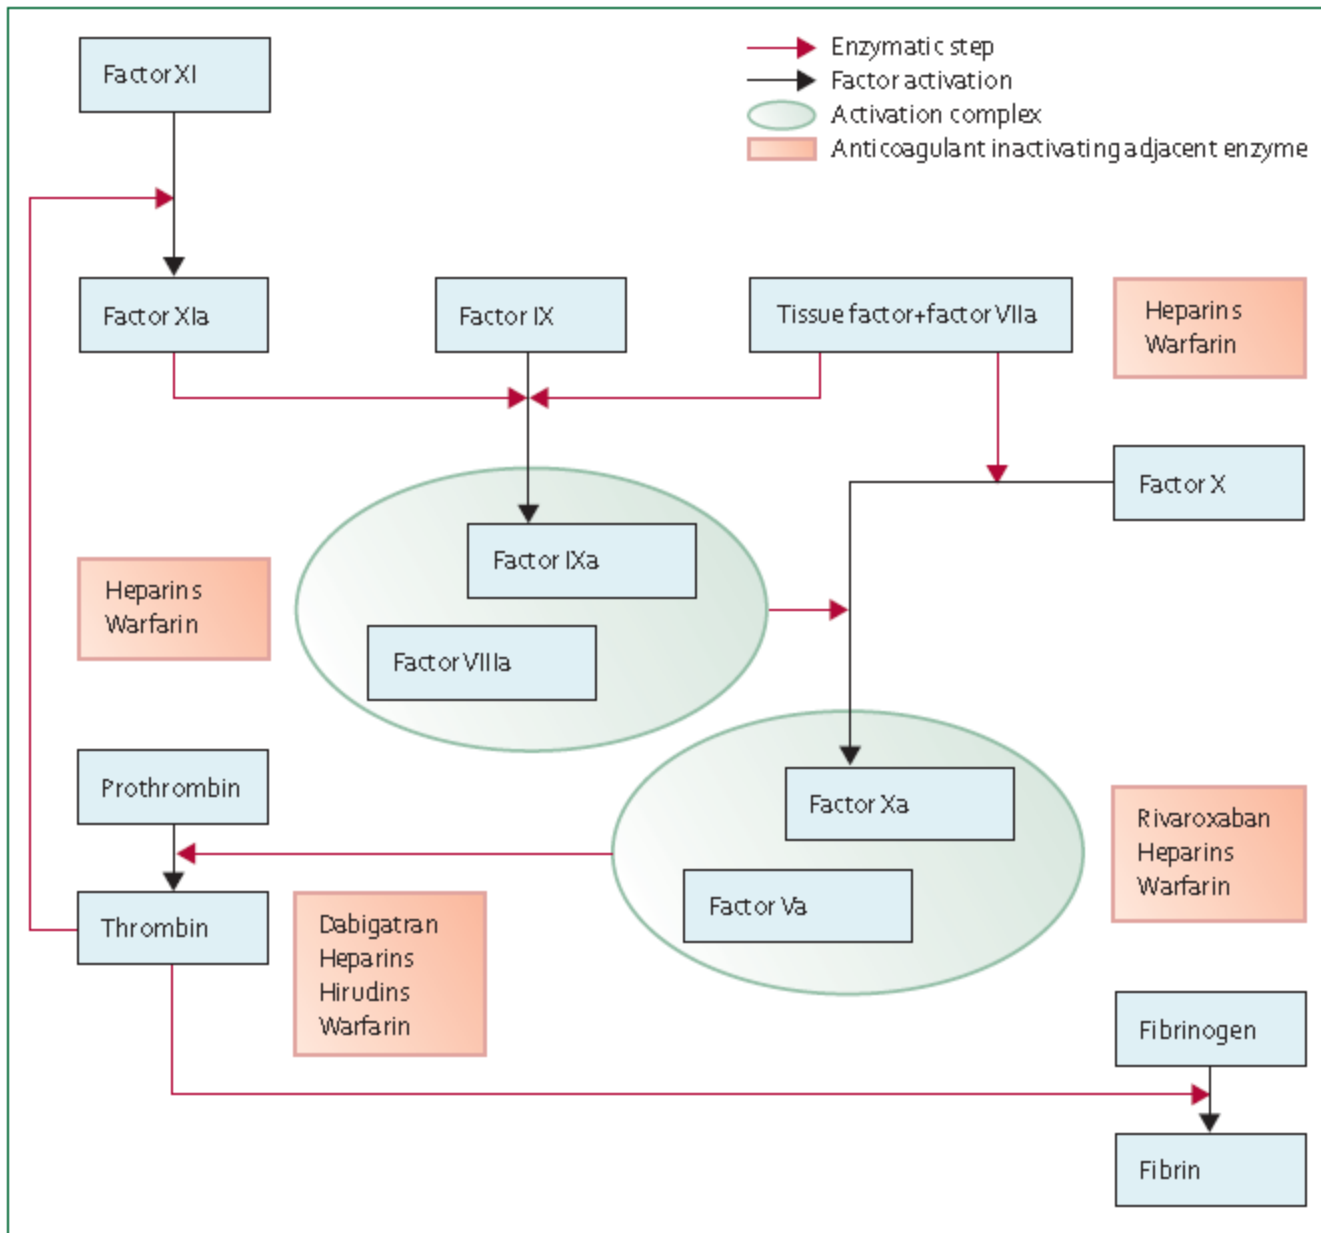 Factor XI
Enzymatic step
Factor activation
Activation complex
Anticoagulant inactivating adjacent enzyme
Factor XIa
Factor IX
Tissue factor+factor VIIa
Heparins
Warfarin
Factor X
Factor IXa
Heparins
Warfarin
Factor VIIIa
Prothrombin
Factor Xa
Rivaroxaban
Heparins
Warfarin
Factor Va
Thrombin
Dabigatran
Heparins
Hirudins
Warfarin
Fibrinogen
Fibrin